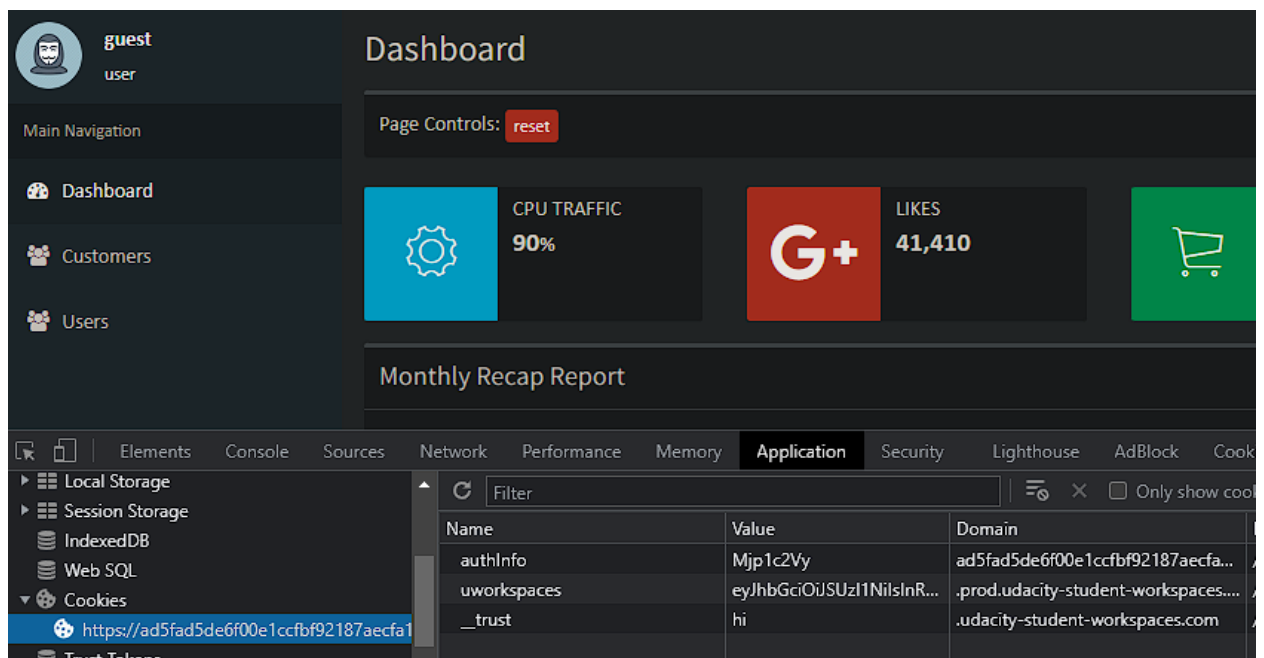 guest
user
Main Navigation
Dashboard
Customers
Users
Dashboard
Page Controls: reset
CPU TRAFFIC
90%
G+
LIKES
41,410
Monthly Recap Report
Elements Console Sources Network Performance Memory Application Security Lighthouse AdBlock Cook
Local Storage
Session Storage
IndexedDB
Web SQL
Cookies
https://ad5fad5de6f00e1ccfbf92187aecfa1
Filter
Only show cool
Name Value Domain
authInfo Mjp1c2Vy ad5fad5de6f00e1ccfbf92187aecfa...
uworkspaces eyJhbGciOiJSUzI1NiIsInR... .prod.udacity-student-workspaces....
__trust hi .udacity-student-workspaces.com